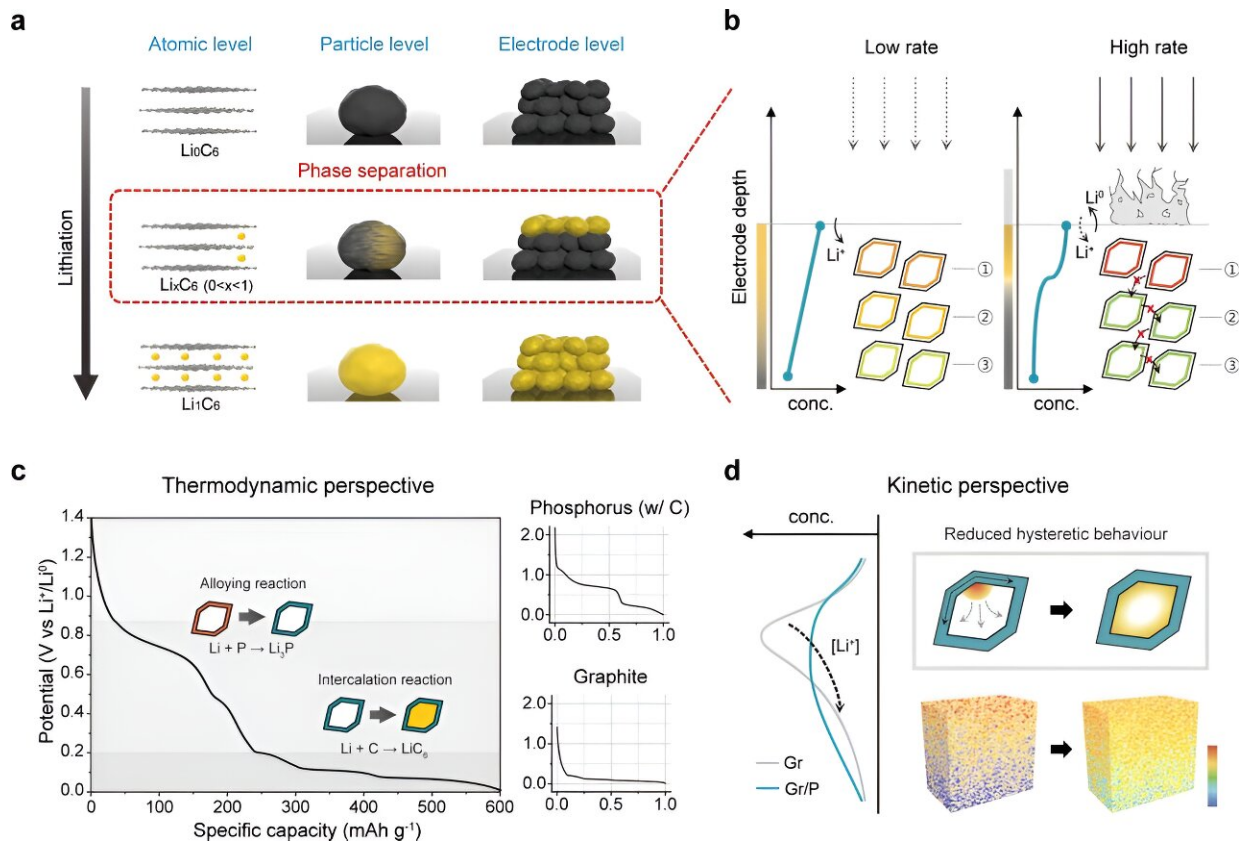 a
Atomic level
Particle level
Electrode level
Lithiation
Li0C6
Phase separation
LixC6 (0<x<1)
Li1C6
b
Low rate
High rate
Electrode depth
Li+
①
②
③
conc.
Li0
Li+
①
②
③
conc.
c
Thermodynamic perspective
Potential (V vs Li+/Li0)
1.4
1.2
1.0
0.8
0.6
0.4
0.2
0.0
Alloying reaction
Li + P → Li3P
Intercalation reaction
Li + C → LiC6
0
100
200
300
400
500
600
Specific capacity (mAh g-1)
Phosphorus (w/ C)
2.0
1.0
0.0
0.0
0.5
1.0
Graphite
2.0
1.0
0.0
0.0
0.5
1.0
d
Kinetic perspective
conc.
[Li+]
Gr
Gr/P
Reduced hysteretic behaviour